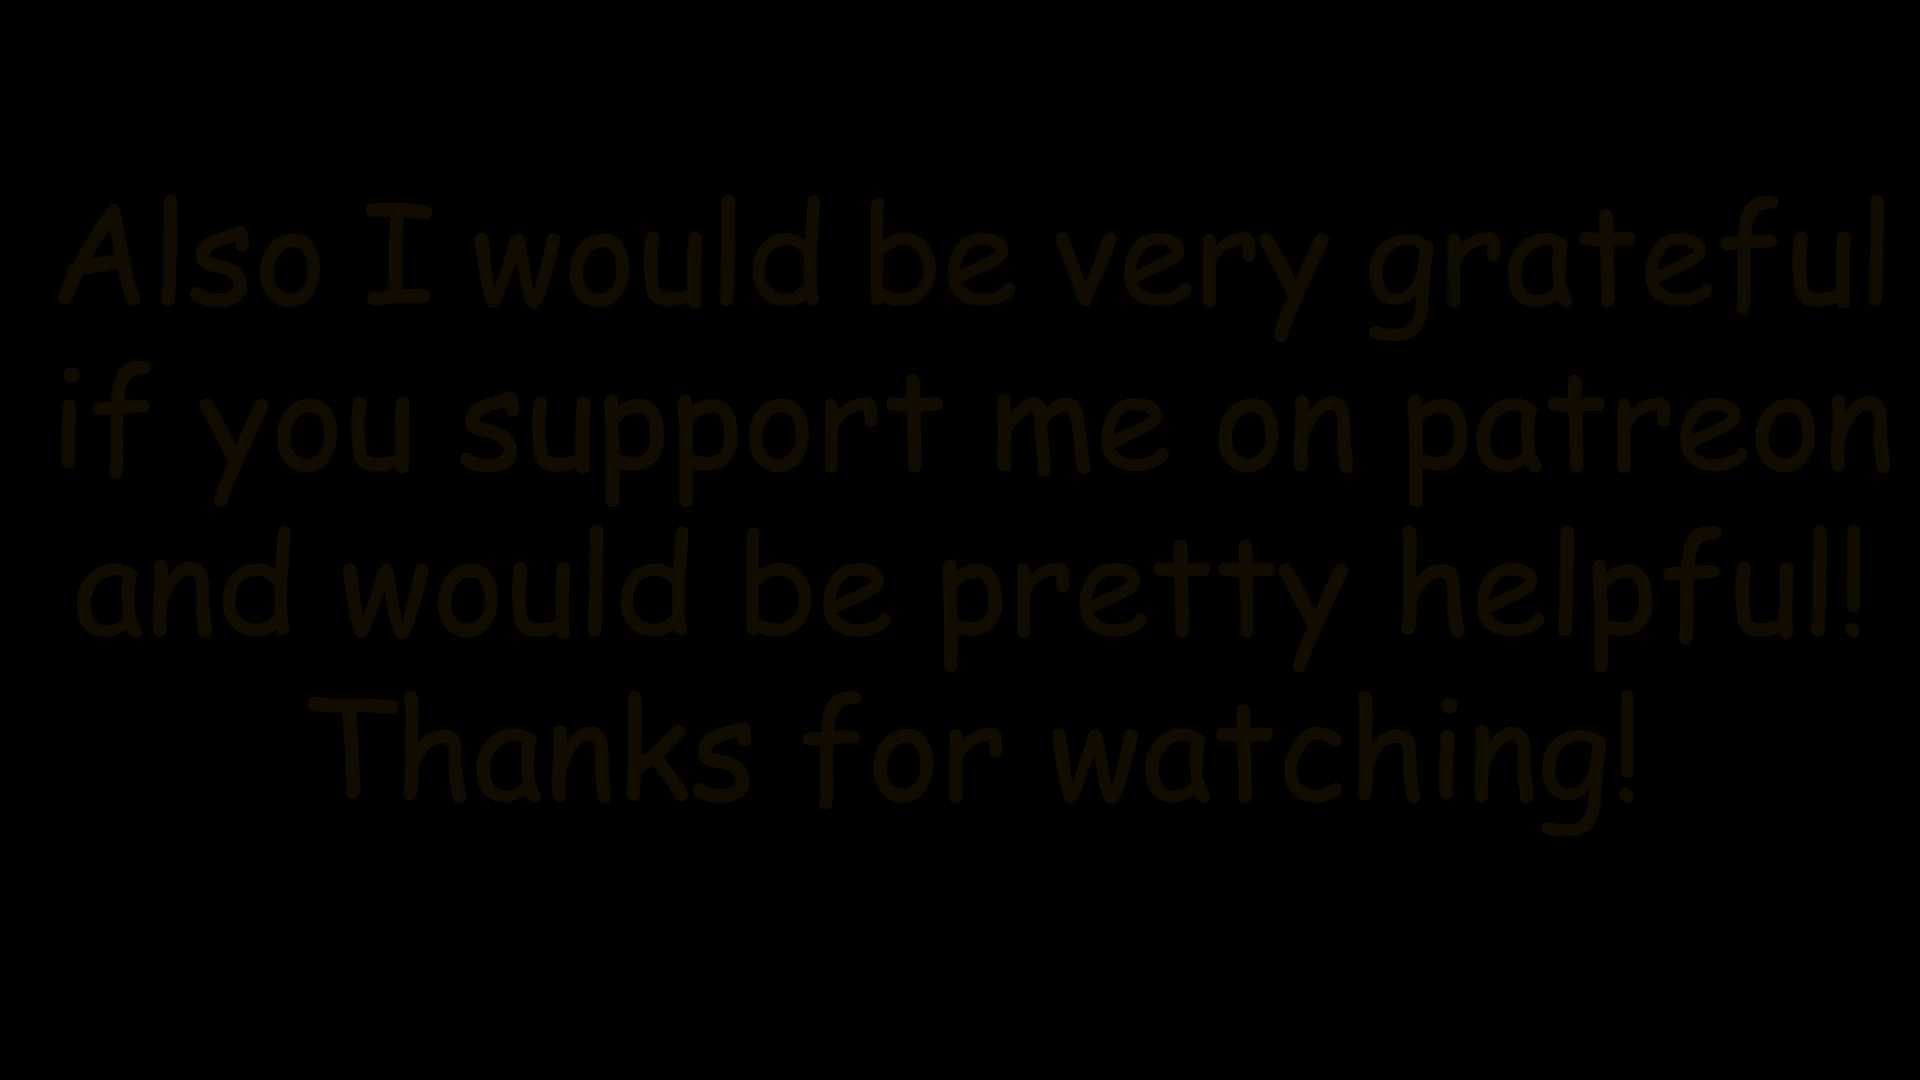 Also I would be very grateful
if you support me on patreon
and would be pretty helpful!
Thanks for watching!